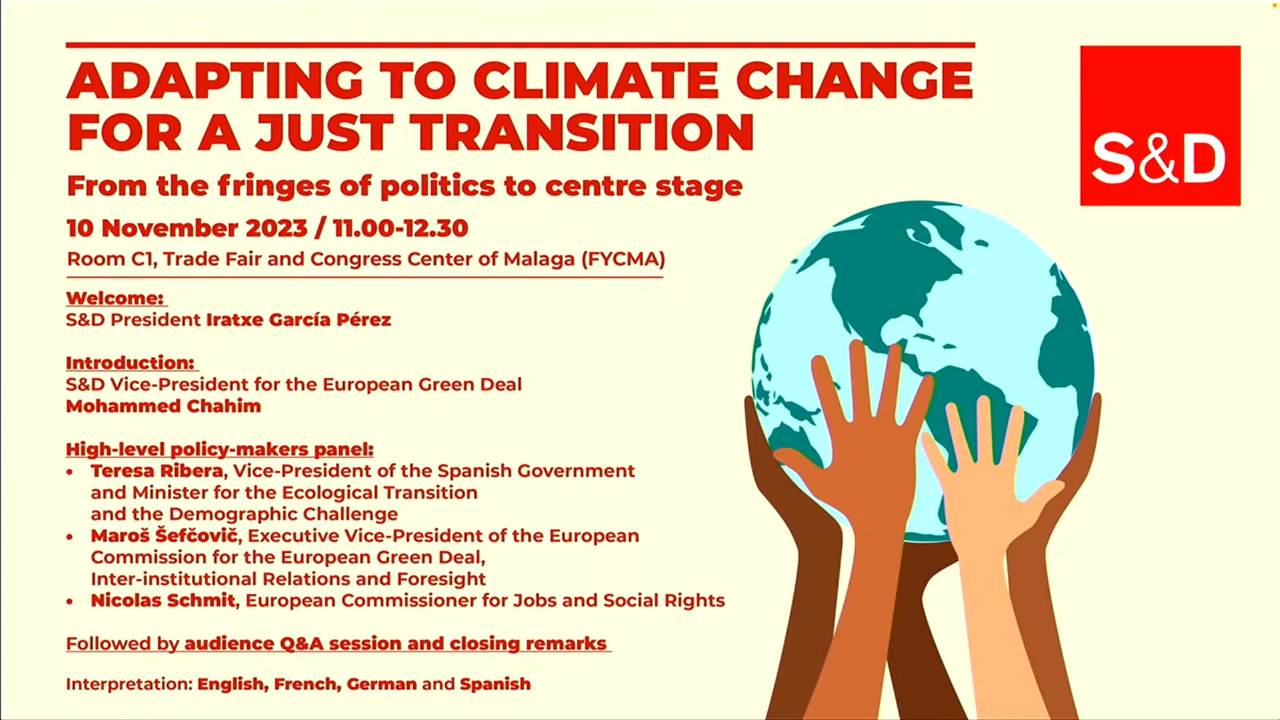 ADAPTING TO CLIMATE CHANGE
FOR A JUST TRANSITION
From the fringes of politics to centre stage
10 November 2023 / 11.00-12.30
Room C1, Trade Fair and Congress Center of Malaga (FYCMA)
Welcome:
S&D President Iratxe García Pérez
Introduction:
S&D Vice-President for the European Green Deal
Mohammed Chahim
High-level policy-makers panel:
• Teresa Ribera, Vice-President of the Spanish Government
and Minister for the Ecological Transition
and the Demographic Challenge
• Maroš Šefčovič, Executive Vice-President of the European
Commission for the European Green Deal,
Inter-institutional Relations and Foresight
• Nicolas Schmit, European Commissioner for Jobs and Social Rights
Followed by audience Q&A session and closing remarks
Interpretation: English, French, German and Spanish
S&D